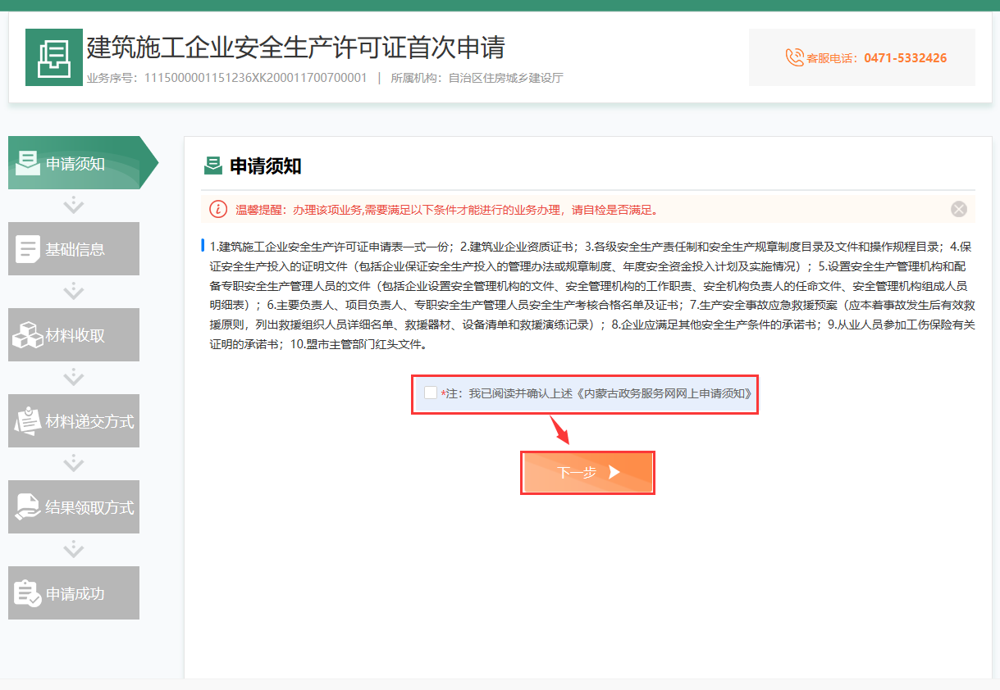 建筑施工企业安全生产许可证首次申请
业务序号：1115000001151236XK200011700700001 | 所属机构：自治区住房城乡建设厅
客服电话：0471-5332426
申请须知
基础信息
材料收取
材料递交方式
结果领取方式
申请成功
申请须知
温馨提醒：办理该项业务,需要满足以下条件才能进行的业务办理，请自检是否满足。
1.建筑施工企业安全生产许可证申请表一式一份；2.建筑业企业资质证书；3.各级安全生产责任制和安全生产规章制度目录及文件和操作规程目录；4.保
证安全生产投入的证明文件（包括企业保证安全生产投入的管理办法或规章制度、年度安全资金投入计划及实施情况）；5.设置安全生产管理机构和配
备专职安全生产管理人员的文件（包括企业设置安全管理机构的文件、安全管理机构的工作职责、安全机构负责人的任命文件、安全管理机构组成人员
明细表）；6.主要负责人、项目负责人、专职安全生产管理人员安全生产考核合格名单及证书；7.生产安全事故应急救援预案（应本着事故发生后有效救
援原则，列出救援组织人员详细名单、救援器材、设备清单和救援演练记录）；8.企业应满足其他安全生产条件的承诺书；9.从业人员参加工伤保险有关
证明的承诺书；10.盟市主管部门红头文件。
*注：我已阅读并确认上述《内蒙古政务服务网网上申请须知》
下一步